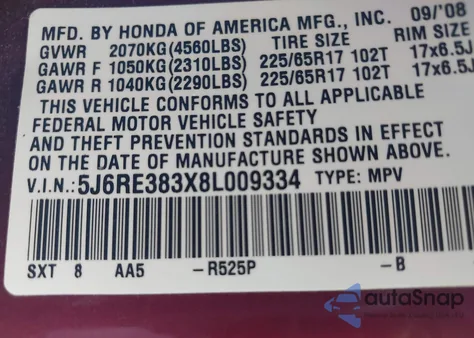 MFD. BY HONDA OF AMERICA MFG., INC. 09/'08
GVWR 2070KG(4560LBS) TIRE SIZE RIM SIZE
GAWR F 1050KG(2310LBS) 225/65R17 102T 17x6.5J
GAWR R 1040KG(2290LBS) 225/65R17 102T 17x6.5J
THIS VEHICLE CONFORMS TO ALL APPLICABLE
FEDERAL MOTOR VEHICLE SAFETY
AND THEFT PREVENTION STANDARDS IN EFFECT
ON THE DATE OF MANUFACTURE SHOWN ABOVE.
V.I.N.: 5J6RE383X8L009334 TYPE: MPV
SXT 8 AA5 -R525P -B
autoSnap